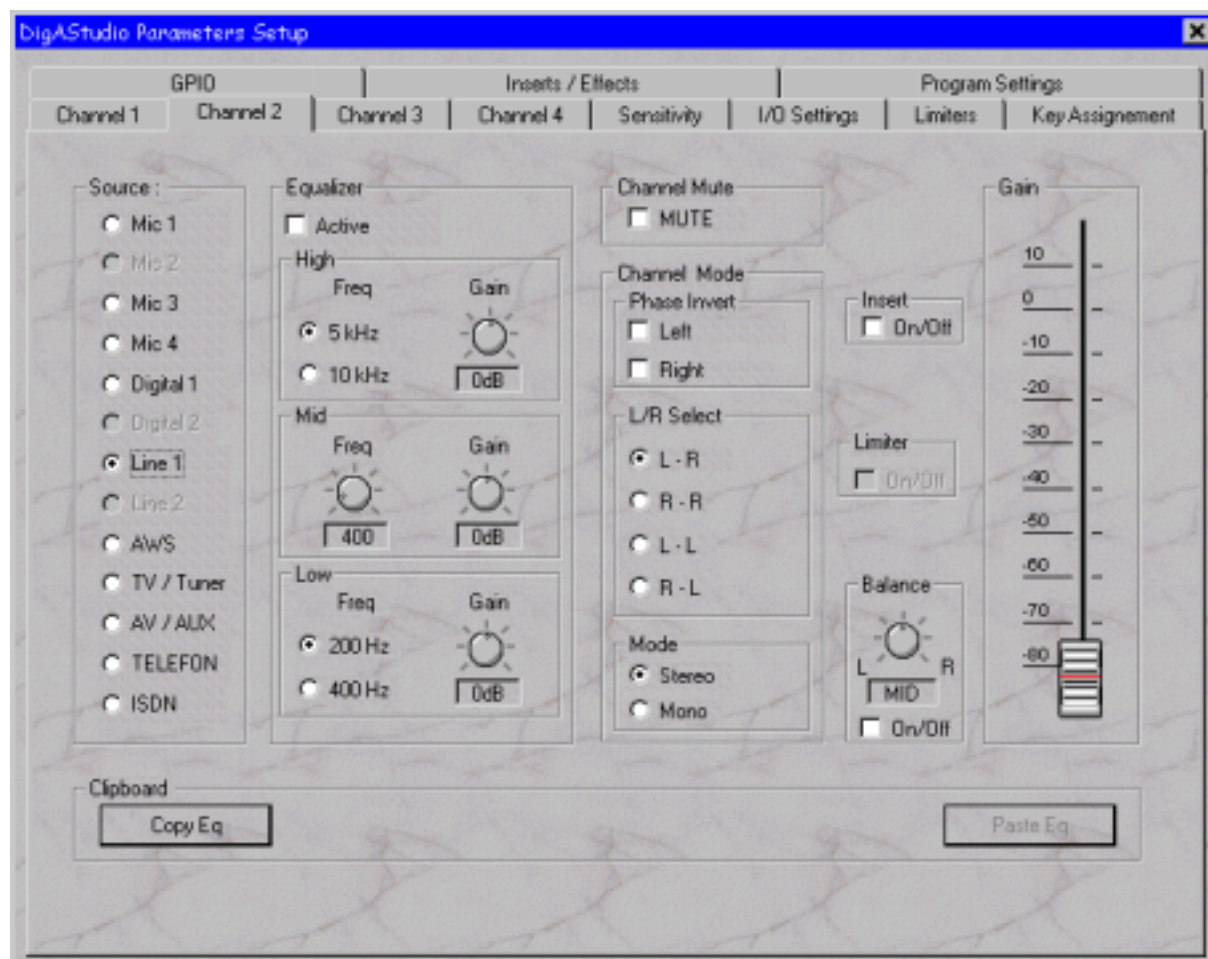 DigAStudio Parameters Setup
GPIO
Inserts / Effects
Program Settings
Channel 1
Channel 2
Channel 3
Channel 4
Sensitivity
I/O Settings
Limiters
Key Assignement
Source :
Mic 1
Mic 2
Mic 3
Mic 4
Digital 1
Digital 2
Line 1
Line 2
AWS
TV / Tuner
AV / AUX
TELEFON
ISDN
Equalizer
Active
High
Freq
Gain
5 kHz
10 kHz
0dB
Mid
Freq
Gain
400
0dB
Low
Freq
Gain
200 Hz
400 Hz
0dB
Channel Mute
MUTE
Channel Mode
Phase Invert
Left
Right
L/R Select
L - R
R - R
L - L
R - L
Mode
Stereo
Mono
Insert
On/Off
Limiter
On/Off
Balance
L
R
MID
On/Off
Gain
10
0
-10
-20
-30
-40
-50
-60
-70
-80
Clipboard
Copy Eq
Paste Eq